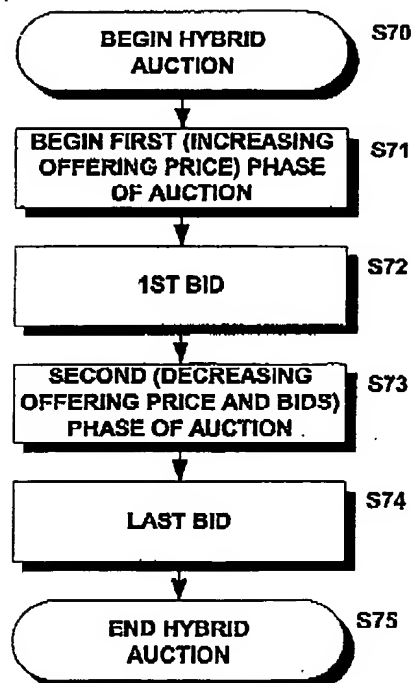 BEGIN HYBRID
AUCTION
S70
BEGIN FIRST (INCREASING
OFFERING PRICE) PHASE
OF AUCTION
S71
1ST BID
S72
SECOND (DECREASING
OFFERING PRICE AND BIDS)
PHASE OF AUCTION
S73
LAST BID
S74
END HYBRID
AUCTION
S75